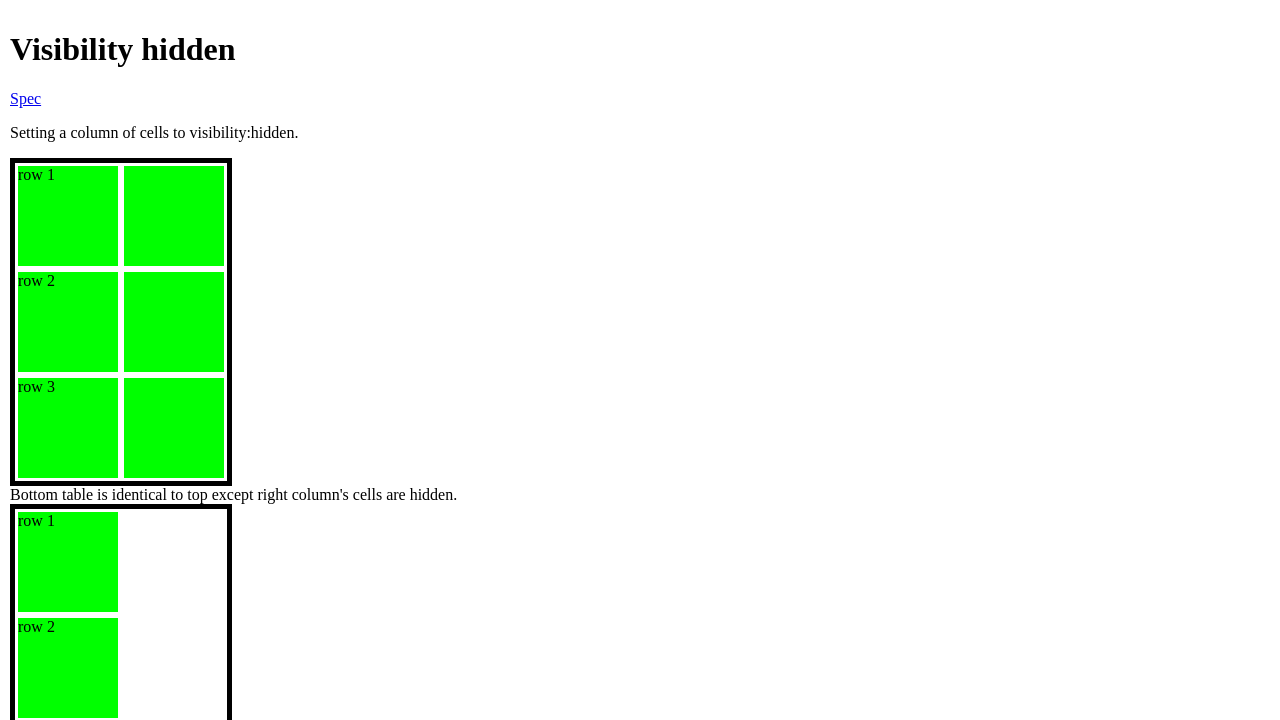 Visibility hidden
Spec
Setting a column of cells to visibility:hidden.
row 1
row 2
row 3
Bottom table is identical to top except right column's cells are hidden.
row 1
row 2